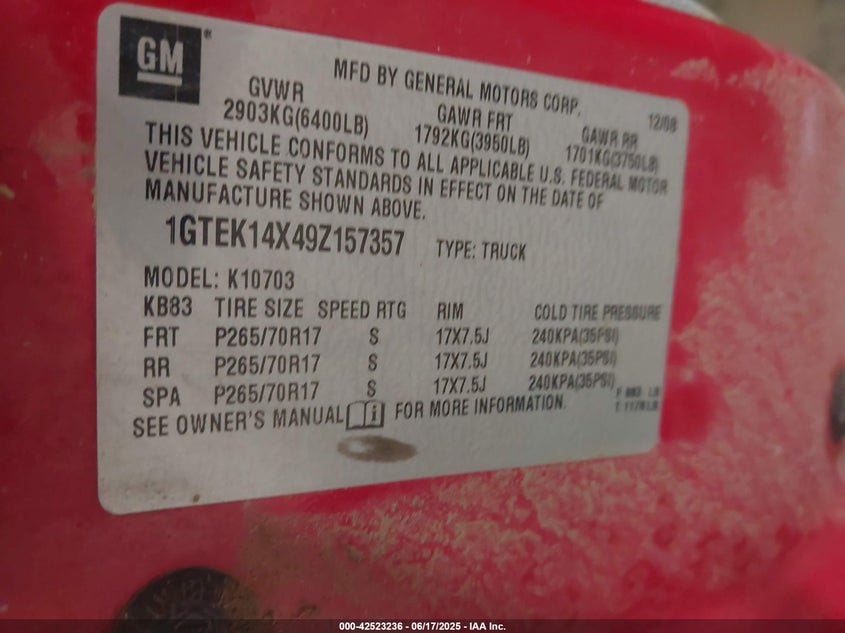 GM
®
MFD BY GENERAL MOTORS CORP.
12/08
GVWR GAWR FRT GAWR RR
2903KG(6400LB) 1792KG(3950LB) 1701KG(3750LB)
THIS VEHICLE CONFORMS TO ALL APPLICABLE U.S. FEDERAL MOTOR
VEHICLE SAFETY STANDARDS IN EFFECT ON THE DATE OF
MANUFACTURE SHOWN ABOVE.
1GTEK14X49Z157357 TYPE: TRUCK
MODEL: K10703
KB83 TIRE SIZE SPEED RTG RIM COLD TIRE PRESSURE
FRT P265/70R17 S 17X7.5J 240KPA(35PSI)
RR P265/70R17 S 17X7.5J 240KPA(35PSI)
SPA P265/70R17 S 17X7.5J 240KPA(35PSI)
SEE OWNER'S MANUAL FOR MORE INFORMATION.
000-42523236 - 06/17/2025 - IAA Inc.